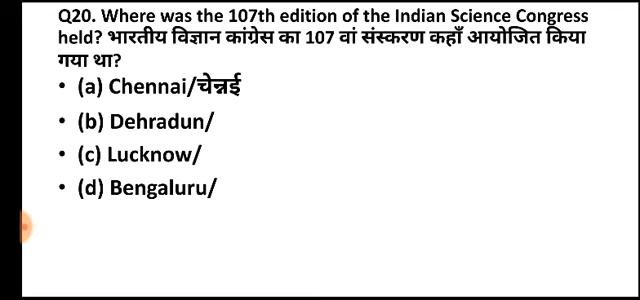 Q20. Where was the 107th edition of the Indian Science Congress
held? भारतीय विज्ञान कांग्रेस का 107 वां संस्करण कहाँ आयोजित किया
गया था?
• (a) Chennai/चेन्नई
• (b) Dehradun/
• (c) Lucknow/
• (d) Bengaluru/